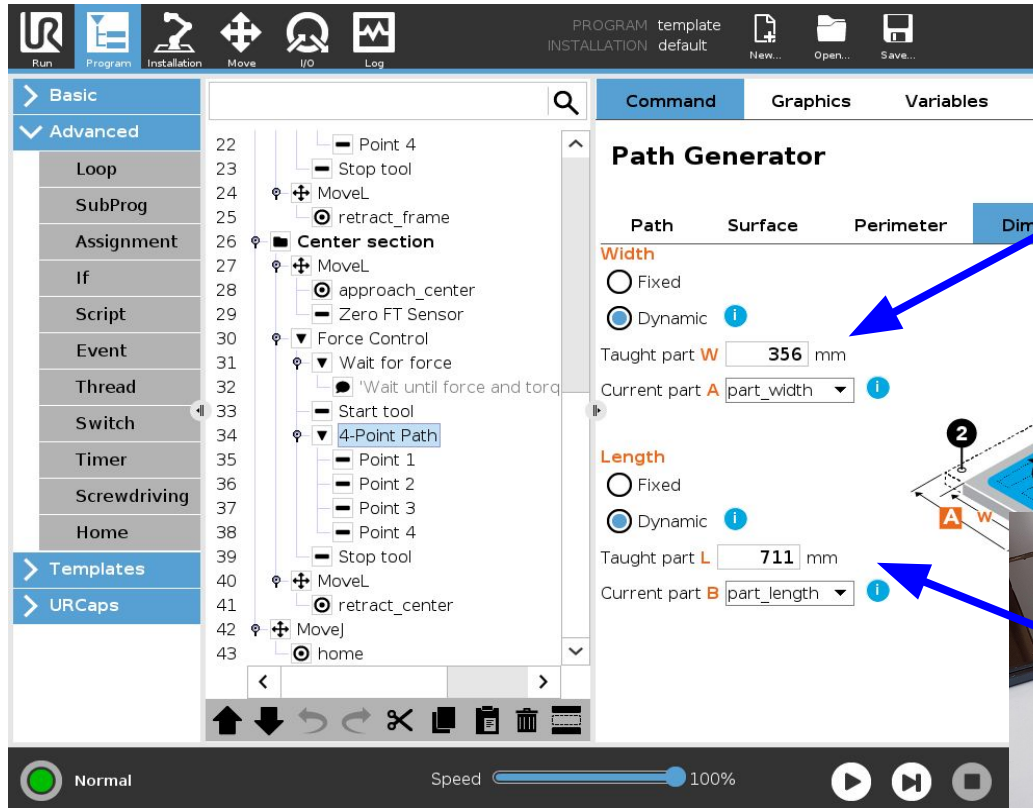 PROGRAM template
INSTALLATION default
UR
Run Program Installation Move I/O Log New... Open... Save...
Basic
Advanced
Loop
SubProg
Assignment
If
Script
Event
Thread
Switch
Timer
Screwdriving
Home
Templates
URCaps
22 Point 4
23 Stop tool
24 MoveL
25 retract_frame
26 Center section
27 MoveL
28 approach_center
29 Zero FT Sensor
30 Force Control
31 Wait for force
32 'Wait until force and torq
33 Start tool
34 4-Point Path
35 Point 1
36 Point 2
37 Point 3
38 Point 4
39 Stop tool
40 MoveL
41 retract_center
42 MoveJ
43 home
Command Graphics Variables
Path Generator
Path Surface Perimeter Dim
Width
Fixed
Dynamic i
Taught part W 356 mm
Current part A part_width i
Length
Fixed
Dynamic i
Taught part L 711 mm
Current part B part_length i
2
A W
Normal
Speed 100%